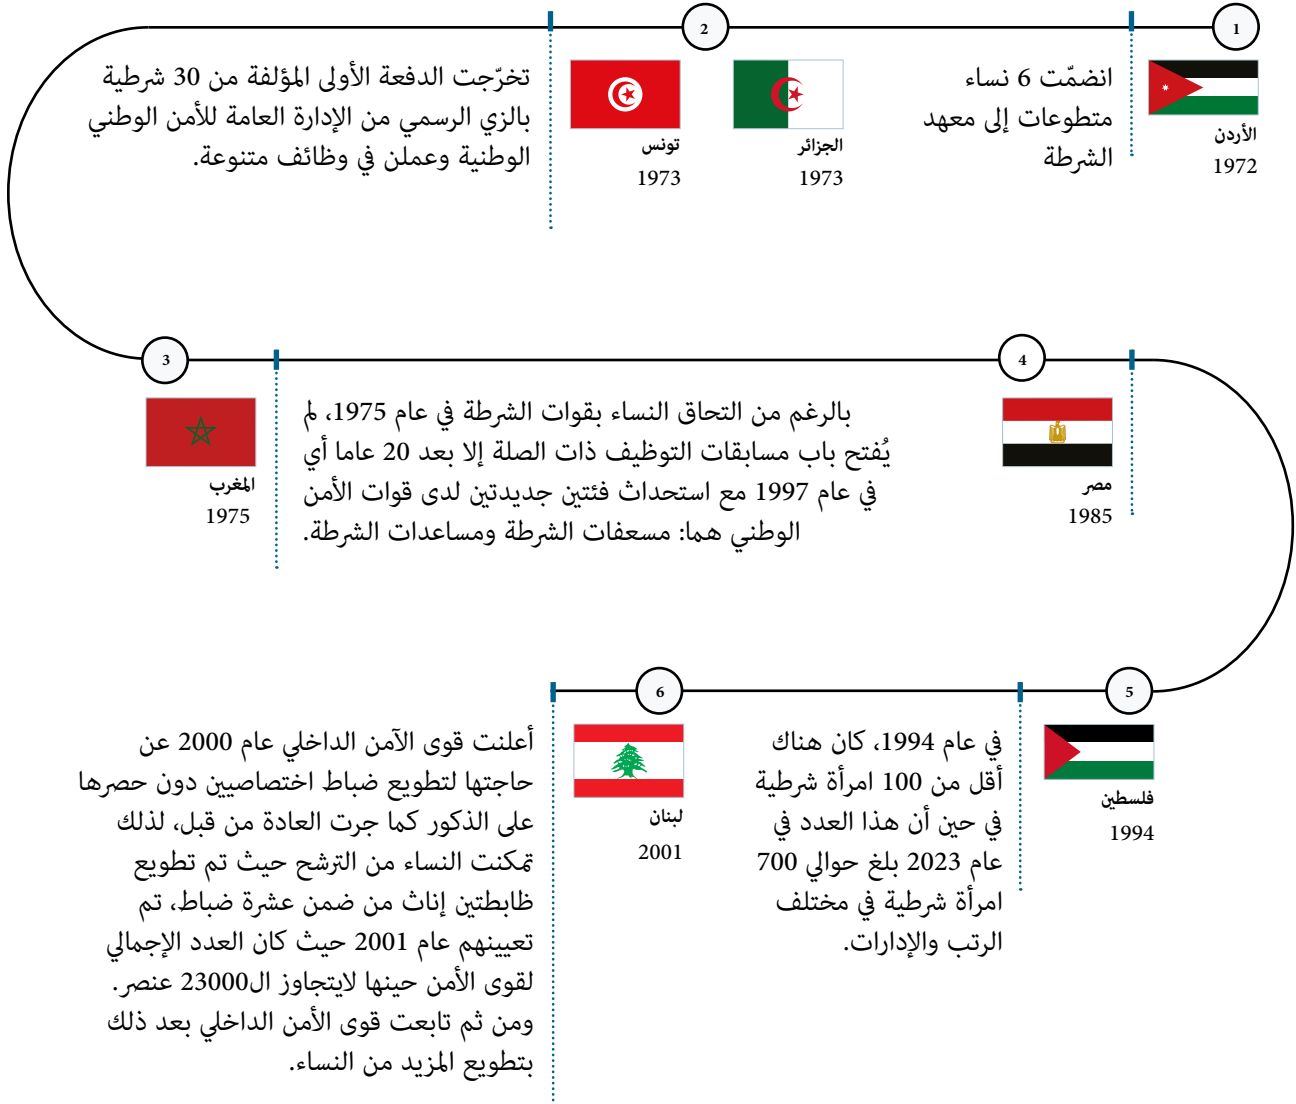 1
الأردن
1972
انضمّت 6 نساء
متطوعات إلى معهد
الشرطة
2
الجزائر
1973
تونس
1973
تخرّجت الدفعة الأولى المؤلفة من 30 شرطية
بالزي الرسمي من الإدارة العامة للأمن الوطني
الوطنية وعملن في وظائف متنوعة.
3
المغرب
1975
بالرغم من التحاق النساء بقوات الشرطة في عام 1975، لم
يُفتح باب مسابقات التوظيف ذات الصلة إلا بعد 20 عاما أي
في عام 1997 مع استحداث فئتين جديدتين لدى قوات الأمن
الوطني هما: مسعفات الشرطة ومساعدات الشرطة.
4
مصر
1985
5
فلسطين
1994
في عام 1994، كان هناك
أقل من 100 امرأة شرطية
في حين أن هذا العدد في
عام 2023 بلغ حوالي 700
امرأة شرطية في مختلف
الرتب والإدارات.
6
لبنان
2001
أعلنت قوى الآمن الداخلي عام 2000 عن
حاجتها لتطويع ضباط اختصاصيين دون حصرها
على الذكور كما جرت العادة من قبل، لذلك
تمكنت النساء من الترشح حيث تم تطويع
ظابطتين إناث من ضمن عشرة ضباط، تم
تعيينهم عام 2001 حيث كان العدد الإجمالي
لقوى الأمن حينها لايتجاوز ال23000 عنصر.
ومن ثم تابعت قوى الأمن الداخلي بعد ذلك
بتطويع المزيد من النساء.